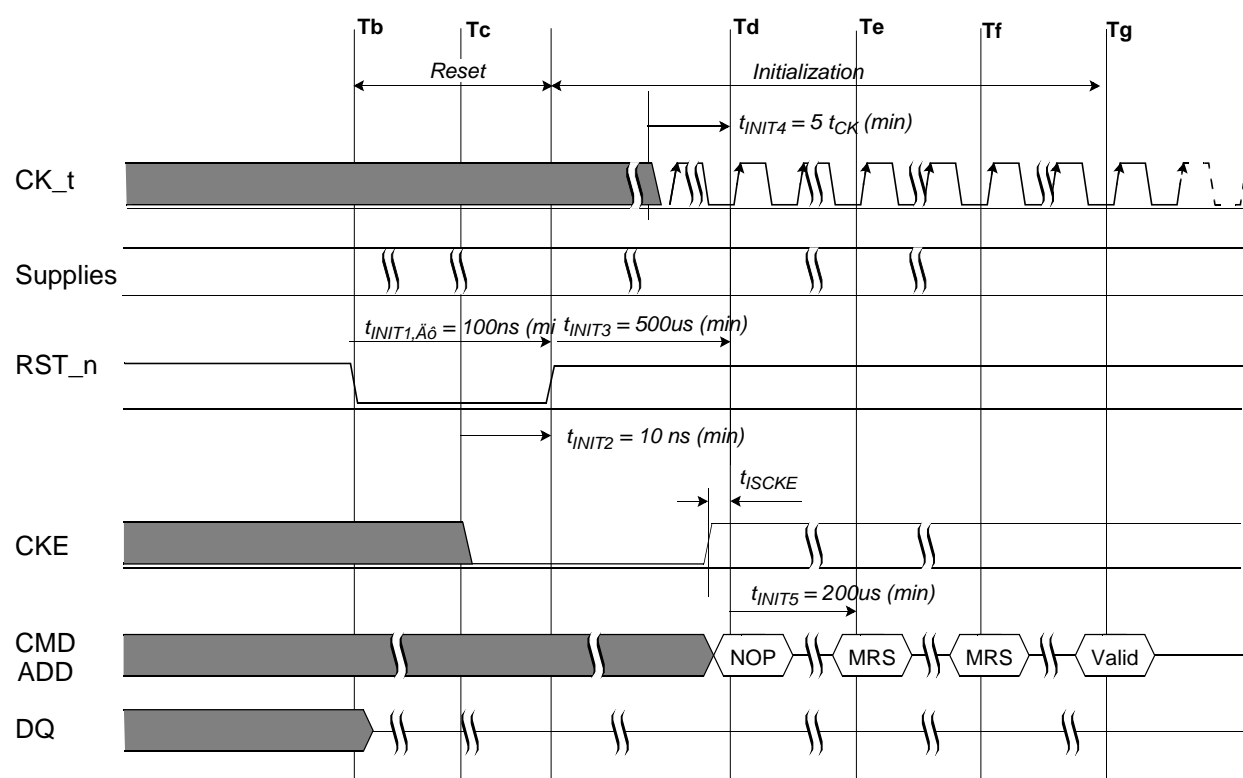 Tb Tc Td Te Tf Tg
Reset Initialization
tINIT4 = 5 tCK (min)
CK_t
Supplies
tINIT1,Äô = 100ns (mi tINIT3 = 500us (min)
RST_n
tINIT2 = 10 ns (min)
tISCKE
CKE
tINIT5 = 200us (min)
CMD
ADD
NOP MRS MRS Valid
DQ